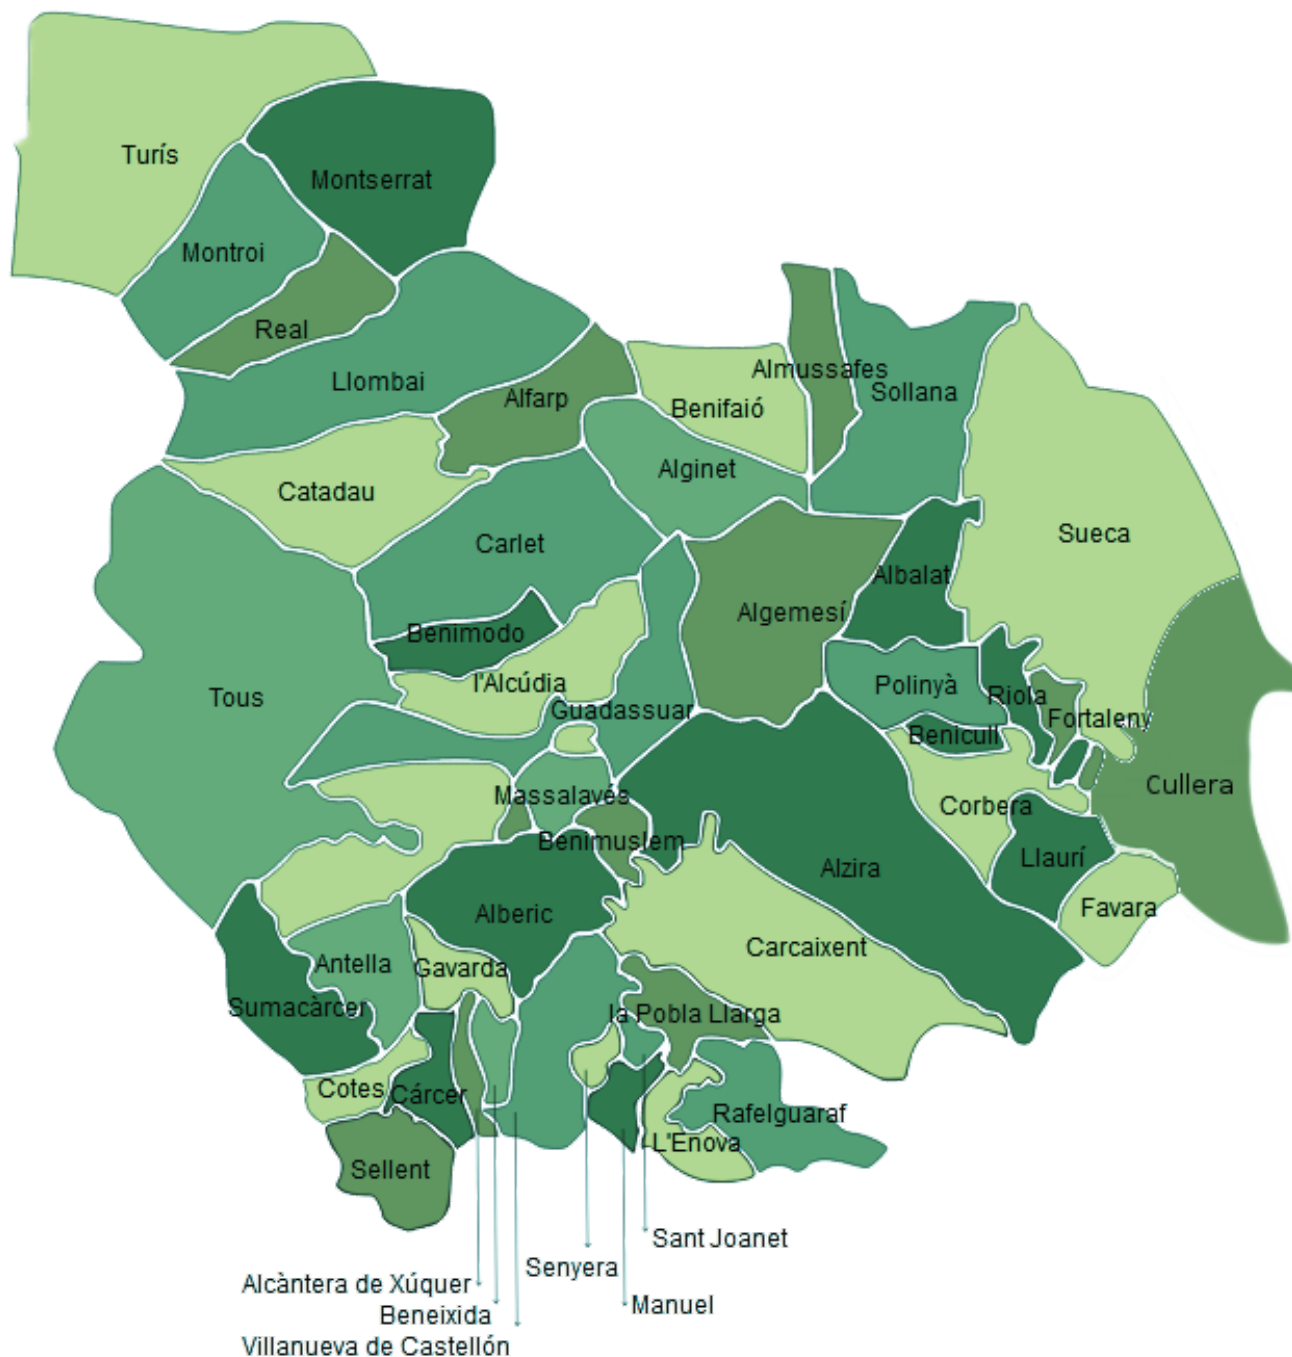 Turís
Montserrat
Montroi
Real
Llombai
Alfarp
Almussafes
Sollana
Benifaió
Alginet
Catadau
Carlet
Sueca
Albalat
Algemesí
Benimodo
l'Alcúdia
Tous
Polinyà
Riola
Guadassuar
Fortaleny
Benicull
Cullera
Massalavés
Corbera
Benimuslem
Llaurí
Alzira
Favara
Alberic
Carcaixent
Antella
Gavarda
Sumacàrcer
la Pobla Llarga
Cotes
Cárcer
Rafelguaraf
L'Enova
Sellent
Sant Joanet
Senyera
Alcàntera de Xúquer
Manuel
Beneixida
Villanueva de Castellón